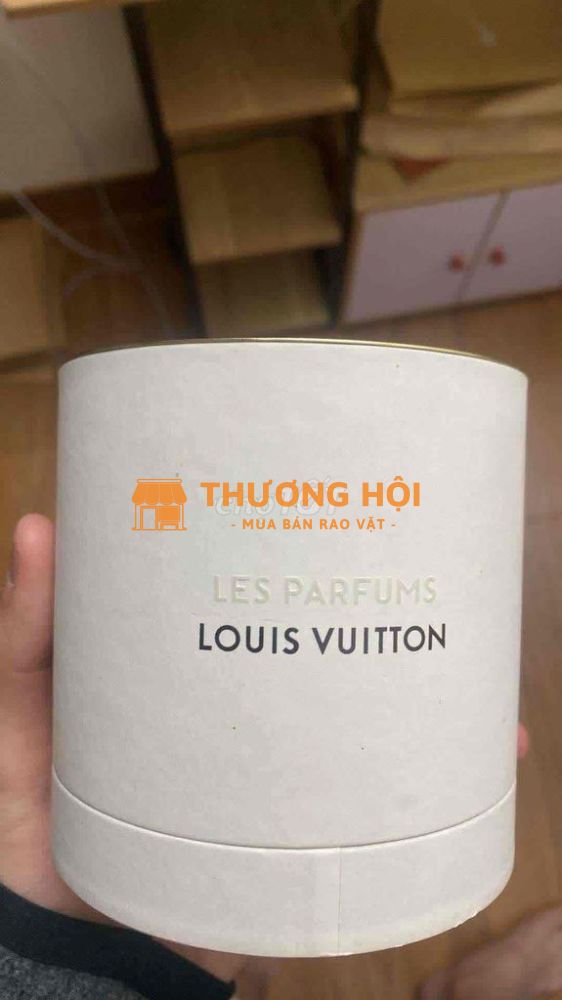 THƯƠNG HỘI
- MUA BÁN RAO VẶT -
LES PARFUMS
LOUIS VUITTON